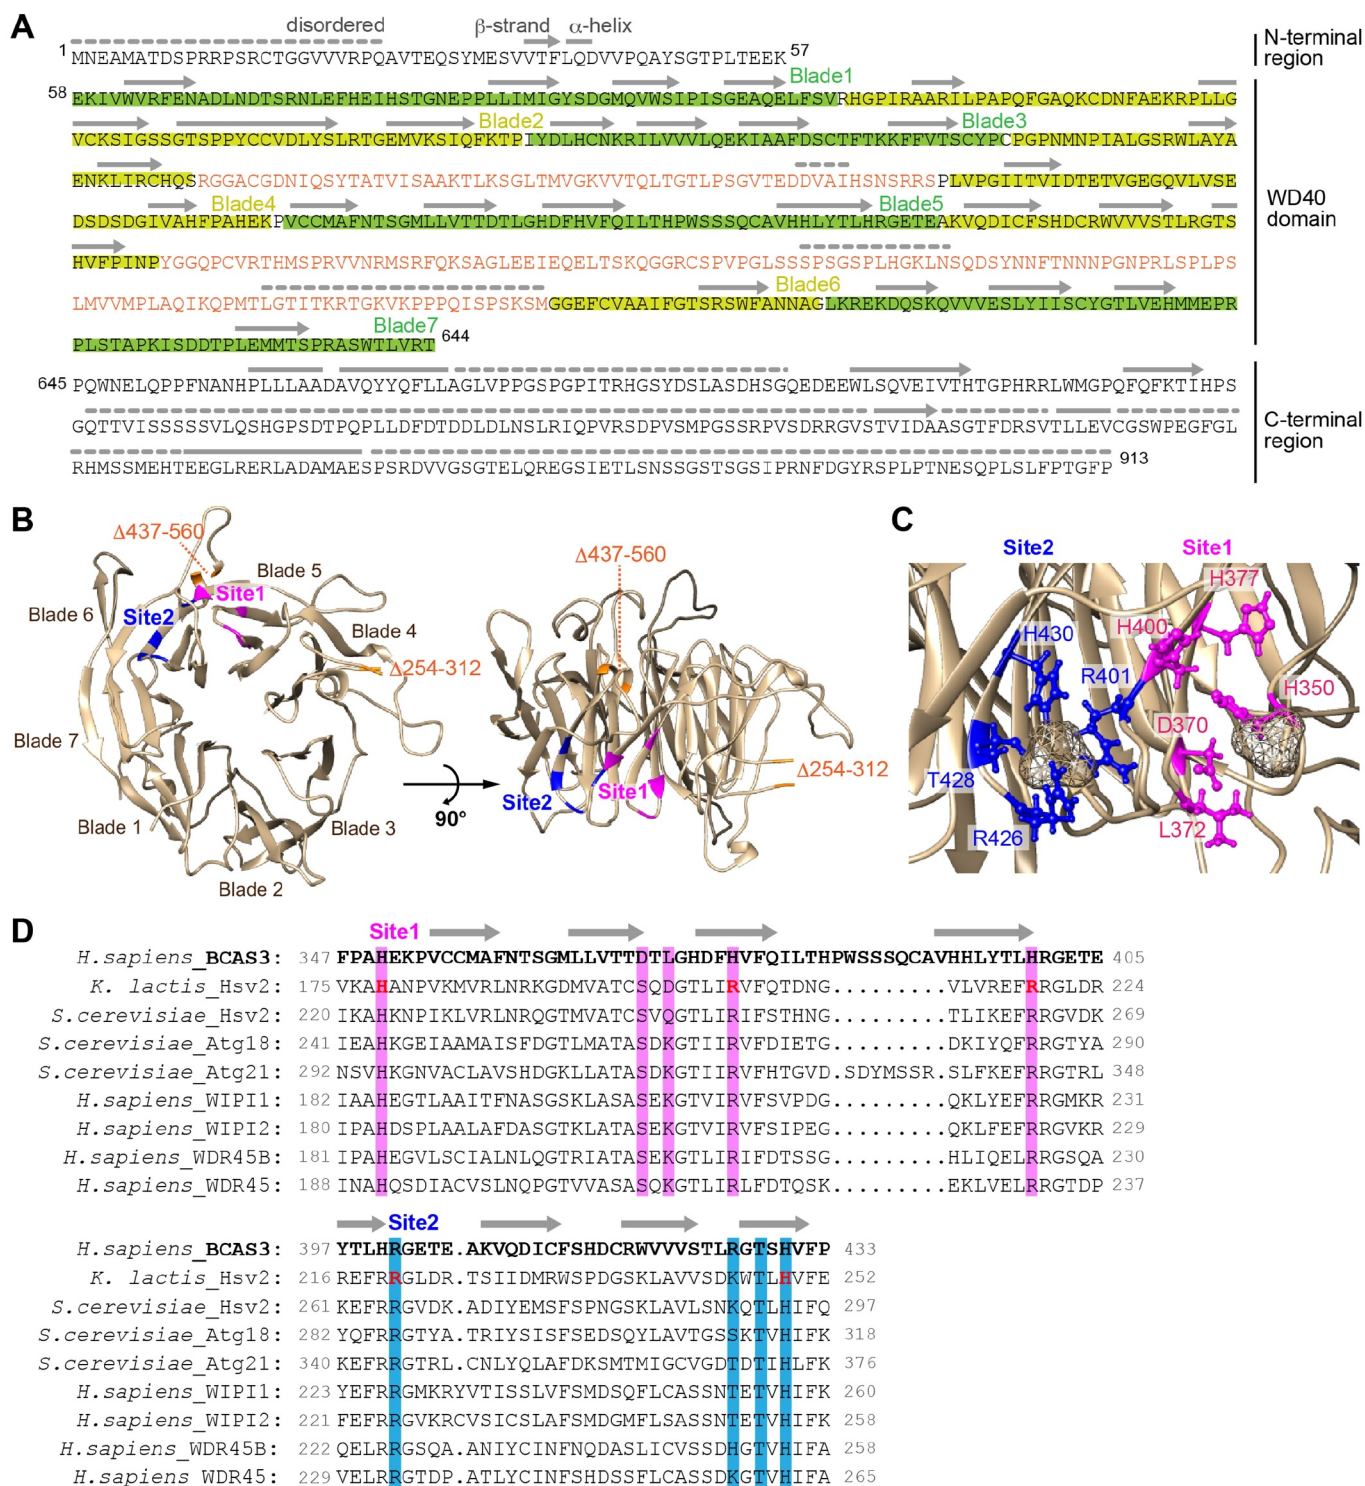 A
disordered β-strand α-helix
1 MNEAMATDSPRRPSRCTGGVVVRPQAVTEQSYMESVVTFLQDVVPQAYSGTPLTEEK 57
N-terminal region
Blade1
58 EKIVWVRFENADLNDTSRNLEFHEIHSTGNEPPLLIMIGYSDGMQVWSIPISGEAQELFSVRHGPIRAARILPAPQFGAQKCDNFAEKRPLLG
Blade2 Blade3
VCKSIGSSGTSPPYCCVDLYSLRTGEMVKSIQFKTPIYDLHCNKRILVVVLQEKIAAFDSCTFTKKFFVTSCYPCPGPNMNPIALGSRWLAYA
ENKLIRCHQSRGGACGDNIQSYTATVISAAKTLKSGLTMVGKVVTQLTGTLPSGVTEDDVAIHSNSRRSPLVPGIITVIDTETVGEGQVLVSE
Blade4 Blade5
DSDSDGIVAHFPAHEKPVCCMAFNTSGMLLVTTDTLGHDFHVFQILTHPWSSSQCAVHHLYTLHRGETEAKVQDICFSHDCRWVVVSTLRGTS
WD40 domain
HVFPINPYGGQPCVRTHMSPRVVNRMSRFQKSAGLEEIEQELTSKQGGRCSPVPGLSSSPSGSPLHGKLNSQDSYNNFTNNNPGNPRLSPLPS
Blade6
LMVVMPLAQIKQPMTLGTITKRTGKVKPPPQISPSKSMGGEFCVAAIFGTSRSWFANNAGLKREKDQSKQVVVESLYIISCYGTLVEHMMEPR
Blade7
PLSTAPKISDDTPLEMMTSPRASWTLVRT 644
645 PQWNELQPPFNANHPLLLAADAVQYYQFLLAGLVPPGSPGPITRHGSYDSLASDHSGQEDEEWLSQVEIVTHTGPHRRLWMGPQFQFKTIHPS
GQTTVISSSSSVLQSHGPSDTPQPLLDFDTDDLDLNSLRIQPVRSDPVSMPGSSRPVSDRRGVSTVIDAASGTFDRSVTLLEVCGSWPEGFGL
C-terminal region
RHMSSMEHTEEGLRERLADAMAESPSRDVVGSGTELQREGSIETLSNSSGSTSGSIPRNFDGYRSPLPTNESQPLSLFPTGFP 913
B
Δ437-560
Blade 5
Site1
Blade 6
Site2
Blade 4
Δ254-312
Blade 7
Blade 1
Blade 3
Blade 2
90°
Δ437-560
Δ254-312
Site2
Site1
C
Site2 Site1
H377
H430 H400
R401
H350
D370
T428
L372
R426
D
Site1
H.sapiens_BCAS3: 347 FPAHEKPVCCMAFNTSGMLLVTTDTLGHDFHVFQILTHPWSSSQCAVHHLYTLHRGETE 405
K. lactis_Hsv2: 175 VKAHANPVKMVRLNRKGDMVATCSQDGTLIRVFQTDNG.........VLVREFRRGLDR 224
S.cerevisiae_Hsv2: 220 IKAHKNPIKLVRLNRQGTMVATCSVQGTLIRIFSTHNG.........TLIKEFRRGVDK 269
S.cerevisiae_Atg18: 241 IEAHKGEIAAMAISFDGTLMATASDKGTIIRVFDIETG.........DKIYQFRRGTYA 290
S.cerevisiae_Atg21: 292 NSVHKGNVACLAVSHDGKLLATASDKGTIIRVFHTGVD.SDYMSSR.SLFKEFRRGTRL 348
H.sapiens_WIPI1: 182 IAAHEGTLAAITFNASGSKLASASEKGTVIRVFSVPDG.........QKLYEFRRGMKR 231
H.sapiens_WIPI2: 180 IPAHDSPLAALAFDASGTKLATASEKGTVIRVFSIPEG.........QKLFEFRRGVKR 229
H.sapiens_WDR45B: 181 IPAHEGVLSCIALNLQGTRIATASEKGTLIRIFDTSSG.........HLIQELRRGSQA 230
H.sapiens_WDR45: 188 INAHQSDIACVSLNQPGTVVASASQKGTLIRLFDTQSK.........EKLVELRRGTDP 237
Site2
H.sapiens_BCAS3: 397 YTLHRGETE.AKVQDICFSHDCRWVVVSTLRGTSHVFP 433
K. lactis_Hsv2: 216 REFRRGLDR.TSIIDMRWSPDGSKLAVVSDKWTLHVFE 252
S.cerevisiae_Hsv2: 261 KEFRRGVDK.ADIYEMSFSPNGSKLAVLSNKQTLHIFQ 297
S.cerevisiae_Atg18: 282 YQFRRGTYA.TRIYSISFSEDSQYLAVTGSSKTVHIFK 318
S.cerevisiae_Atg21: 340 KEFRRGTRL.CNLYQLAFDKSMTMIGCVGDTDTIHLFK 376
H.sapiens_WIPI1: 223 YEFRRGMKRYVTISSLVFSMDSQFLCASSNTETVHIFK 260
H.sapiens_WIPI2: 221 FEFRRGVKRCVSICSLAFSMDGMFLSASSNTETVHIFK 258
H.sapiens_WDR45B: 222 QELRRGSQA.ANIYCINFNQDASLICVSSDHGTVHIFA 258
H.sapiens WDR45: 229 VELRRGTDP.ATLYCINFSHDSSFLCASSDKGTVHIFA 265